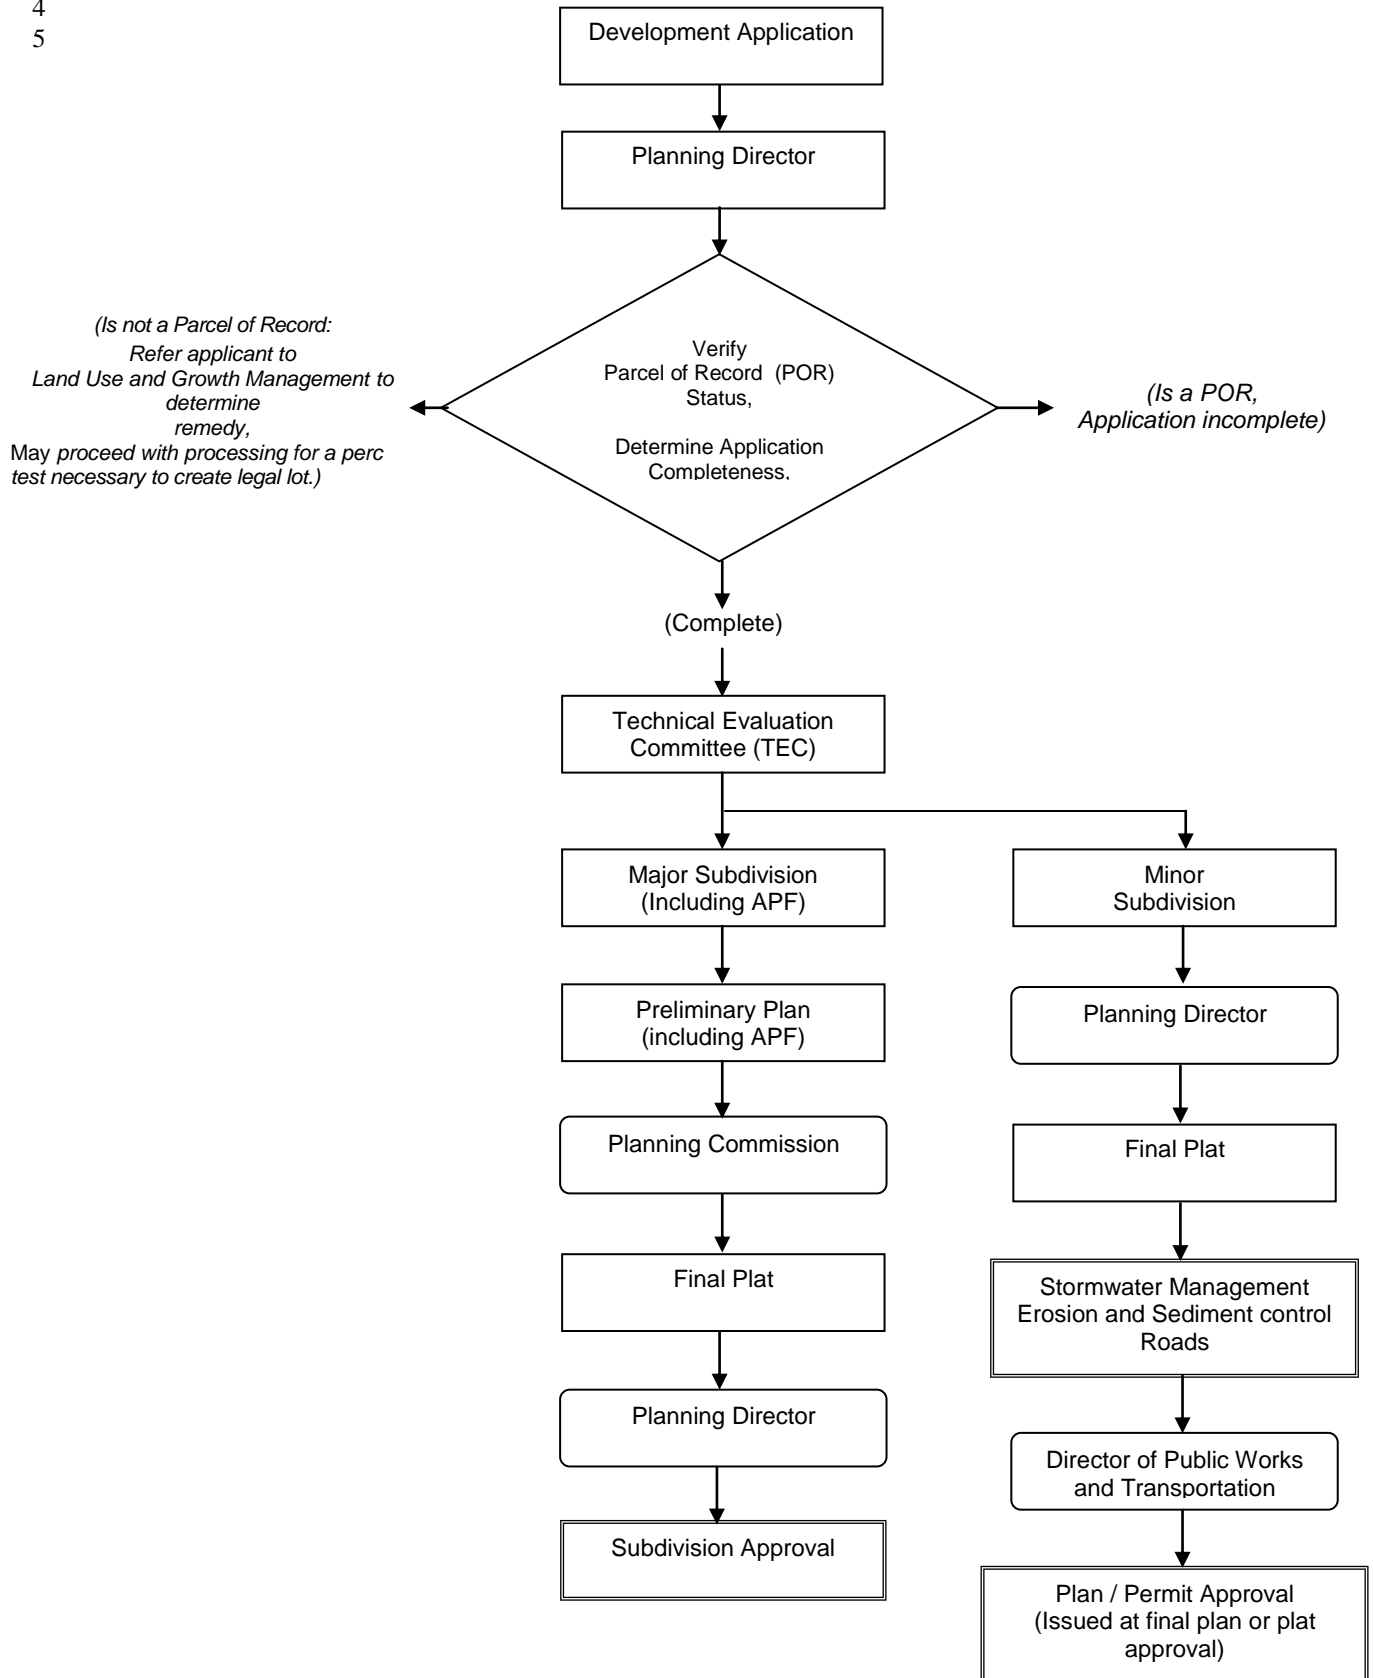 4
5
Development Application
Planning Director
(Is not a Parcel of Record:
Refer applicant to
Land Use and Growth Management to
determine
remedy,
May proceed with processing for a perc
test necessary to create legal lot.)
Verify
Parcel of Record (POR)
Status,
Determine Application
Completeness,
(Is a POR,
Application incomplete)
(Complete)
Technical Evaluation
Committee (TEC)
Major Subdivision
(Including APF)
Minor
Subdivision
Preliminary Plan
(including APF)
Planning Director
Planning Commission
Final Plat
Final Plat
Stormwater Management
Erosion and Sediment control
Roads
Planning Director
Director of Public Works
and Transportation
Subdivision Approval
Plan / Permit Approval
(Issued at final plan or plat
approval)